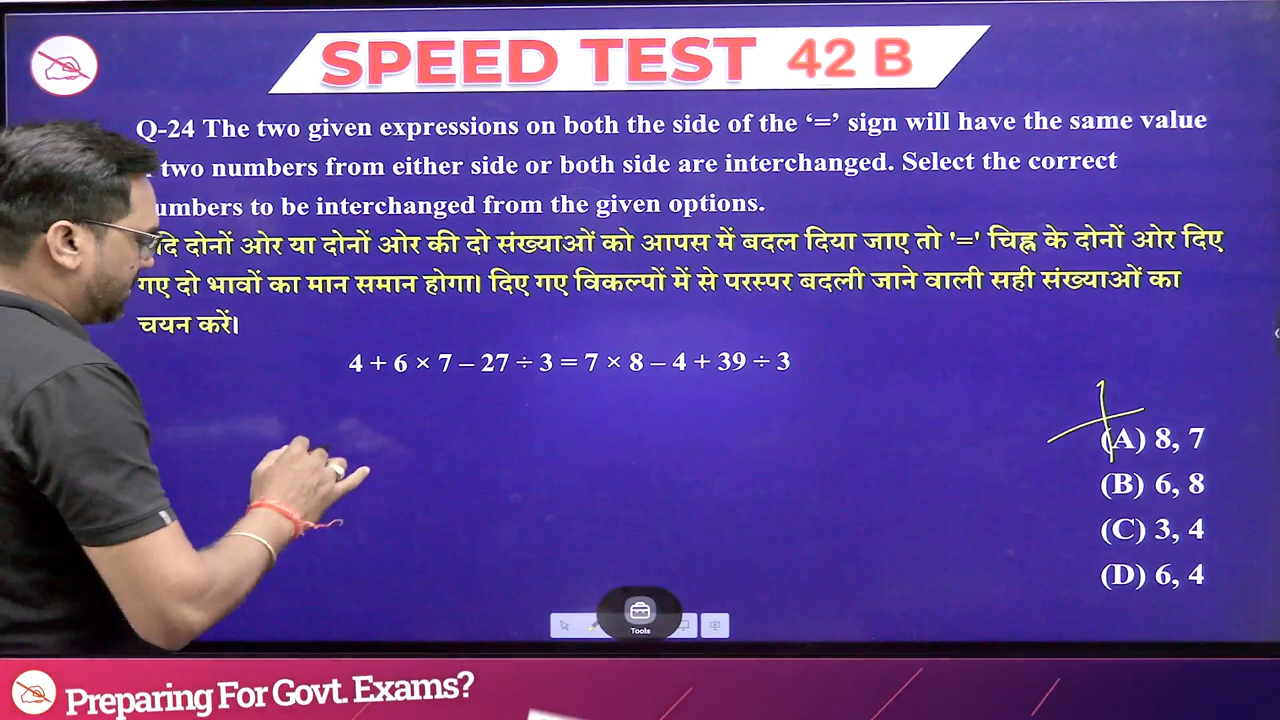 SPEED TEST 42 B
Q-24 The two given expressions on both the side of the ‘=’ sign will have the same value
two numbers from either side or both side are interchanged. Select the correct
umbers to be interchanged from the given options.
दि दोनों ओर या दोनों ओर की दो संख्याओं को आपस में बदल दिया जाए तो '=' चिह्न के दोनों ओर दिए
गए दो भावों का मान समान होगा। दिए गए विकल्पों में से परस्पर बदली जाने वाली सही संख्याओं का
चयन करें।
4 + 6 × 7 – 27 ÷ 3 = 7 × 8 – 4 + 39 ÷ 3
(A) 8, 7
(B) 6, 8
(C) 3, 4
(D) 6, 4
Tools
Preparing For Govt. Exams?